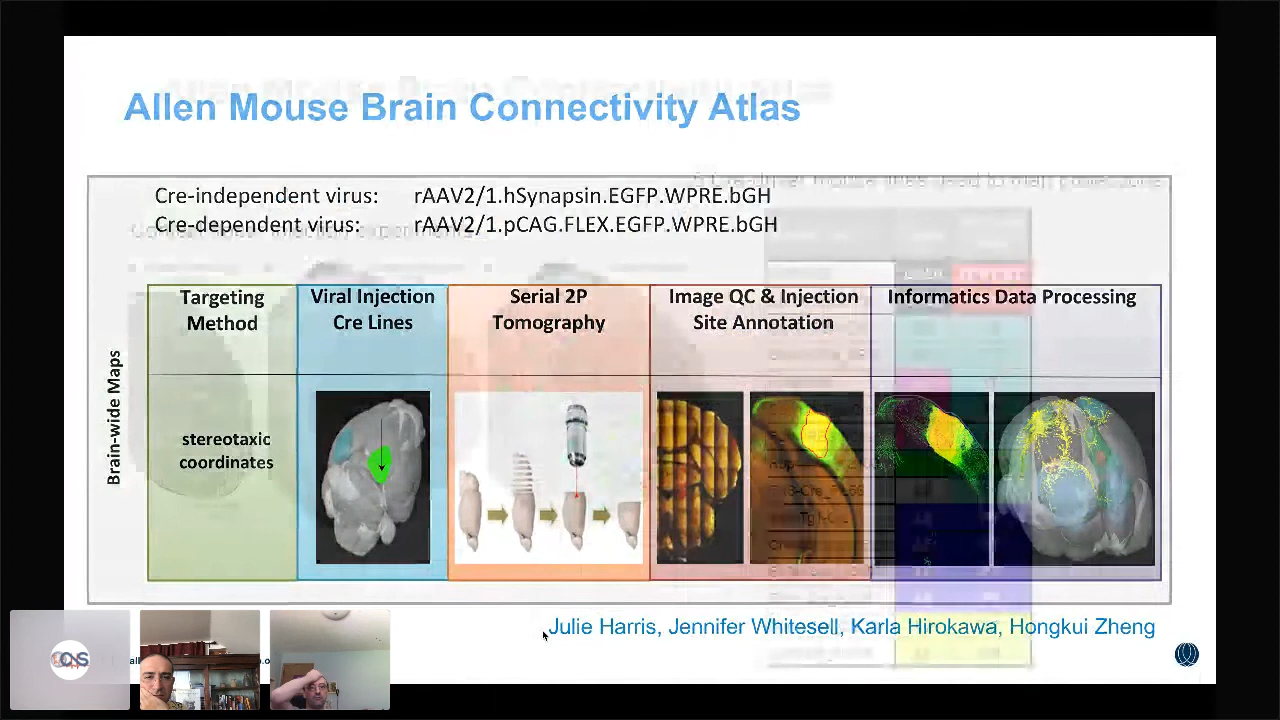 Allen Mouse Brain Connectivity Atlas
Cre-independent virus: rAAV2/1.hSynapsin.EGFP.WPRE.bGH
Cre-dependent virus: rAAV2/1.pCAG.FLEX.EGFP.WPRE.bGH
Targeting
Method
Viral Injection
Cre Lines
Serial 2P
Tomography
Image QC & Injection
Site Annotation
Informatics Data Processing
Brain-wide Maps
stereotaxic
coordinates
Julie Harris, Jennifer Whitesell, Karla Hirokawa, Hongkui Zheng